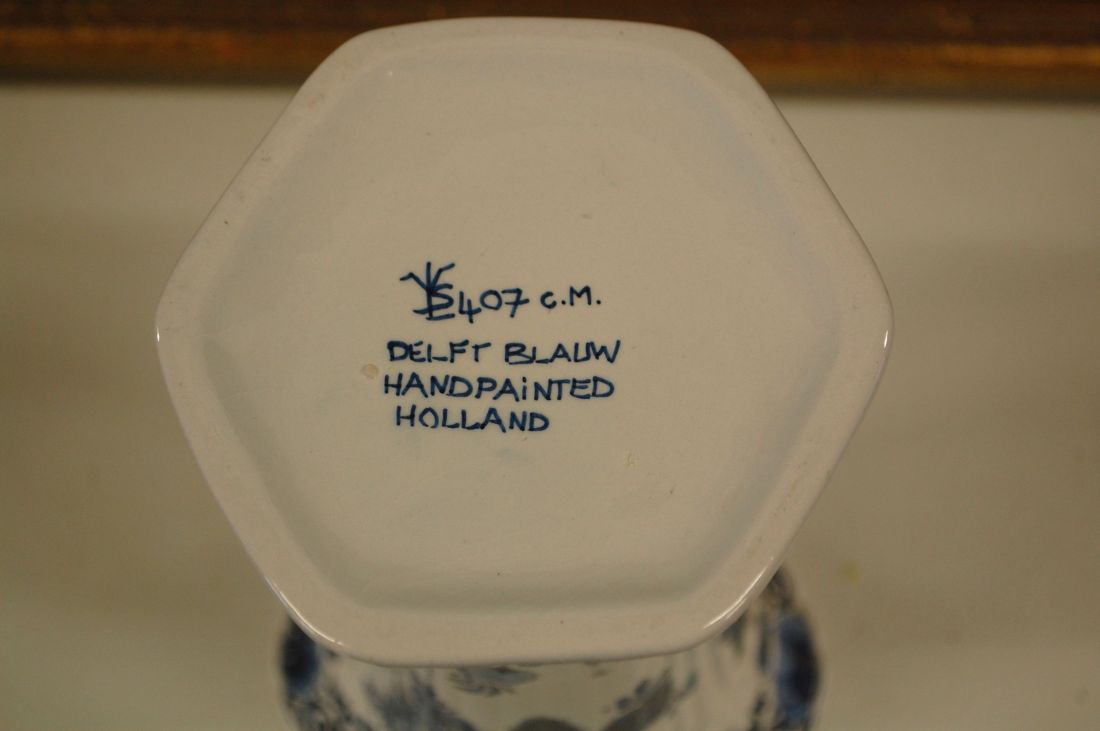 407 C.M.
DELFT BLAUW
HANDPAiNTED
HOLLAND